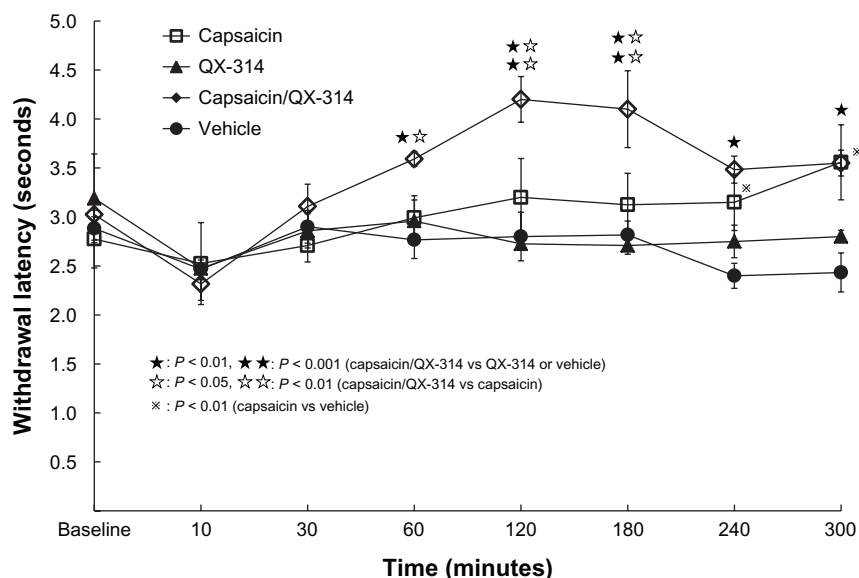 5.0
4.5
4.0
3.5
3.0
2.5
2.0
1.5
1.0
0.5
Withdrawal latency (seconds)
Capsaicin
QX-314
Capsaicin/QX-314
Vehicle
★☆
★☆
★☆
★☆
★☆
★
★
※
※
★: P < 0.01, ★★: P < 0.001 (capsaicin/QX-314 vs QX-314 or vehicle)
☆: P < 0.05, ☆☆: P < 0.01 (capsaicin/QX-314 vs capsaicin)
※: P < 0.01 (capsaicin vs vehicle)
Baseline 10 30 60 120 180 240 300
Time (minutes)